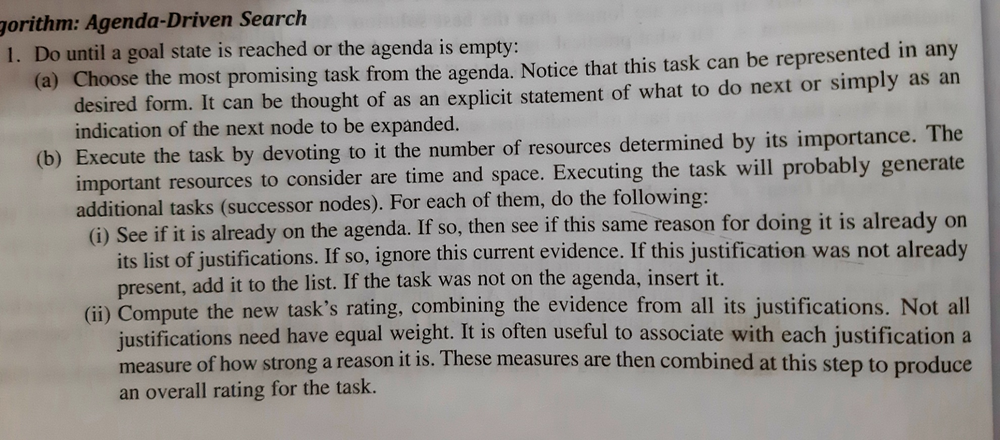 gorithm: Agenda-Driven Search
1. Do until a goal state is reached or the agenda is empty:
(a) Choose the most promising task from the agenda. Notice that this task can be represented in any
desired form. It can be thought of as an explicit statement of what to do next or simply as an
indication of the next node to be expanded.
(b) Execute the task by devoting to it the number of resources determined by its importance. The
important resources to consider are time and space. Executing the task will probably generate
additional tasks (successor nodes). For each of them, do the following:
(i) See if it is already on the agenda. If so, then see if this same reason for doing it is already on
its list of justifications. If so, ignore this current evidence. If this justification was not already
present, add it to the list. If the task was not on the agenda, insert it.
(ii) Compute the new task's rating, combining the evidence from all its justifications. Not all
justifications need have equal weight. It is often useful to associate with each justification a
measure of how strong a reason it is. These measures are then combined at this step to produce
an overall rating for the task.